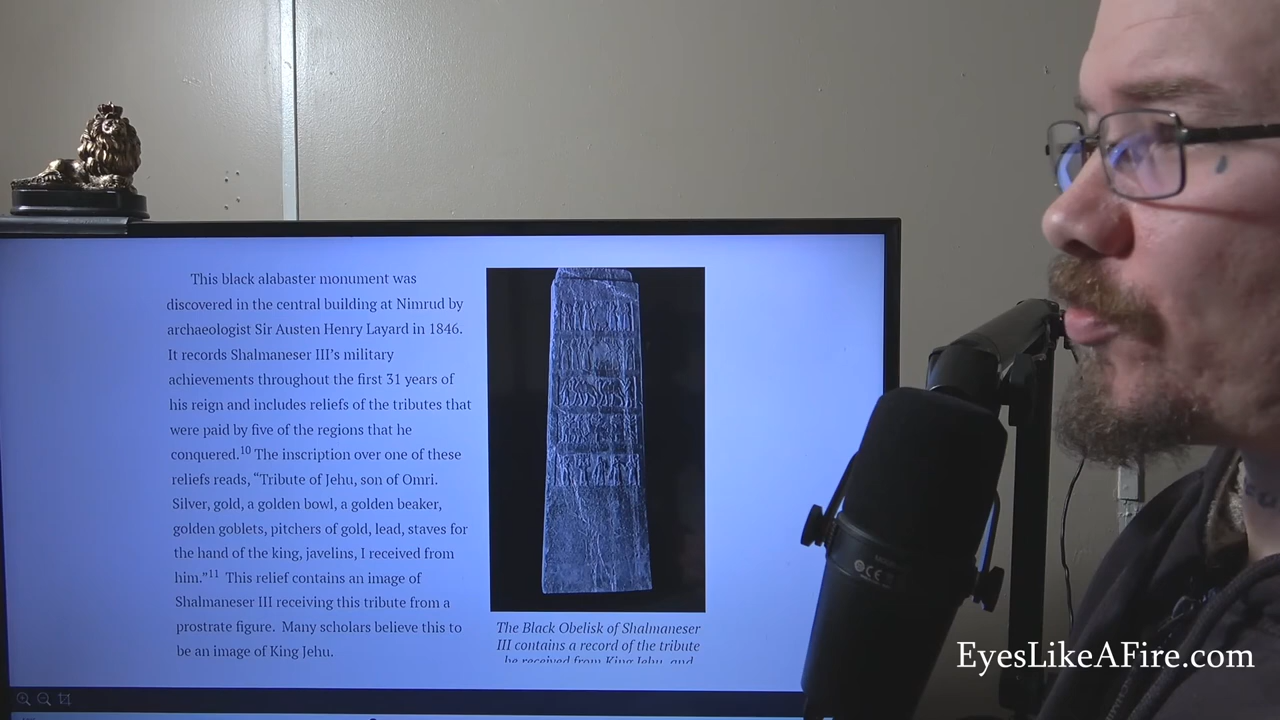 This black alabaster monument was
discovered in the central building at Nimrud by
archaeologist Sir Austen Henry Layard in 1846.
It records Shalmaneser III’s military
achievements throughout the first 31 years of
his reign and includes reliefs of the tributes that
were paid by five of the regions that he
conquered.10 The inscription over one of these
reliefs reads, “Tribute of Jehu, son of Omri.
Silver, gold, a golden bowl, a golden beaker,
golden goblets, pitchers of gold, lead, staves for
the hand of the king, javelins, I received from
him.”11 This relief contains an image of
Shalmaneser III receiving this tribute from a
prostrate figure. Many scholars believe this to
be an image of King Jehu.
The Black Obelisk of Shalmaneser
III contains a record of the tribute
he received from King Jehu, and
EyesLikeAFire.com